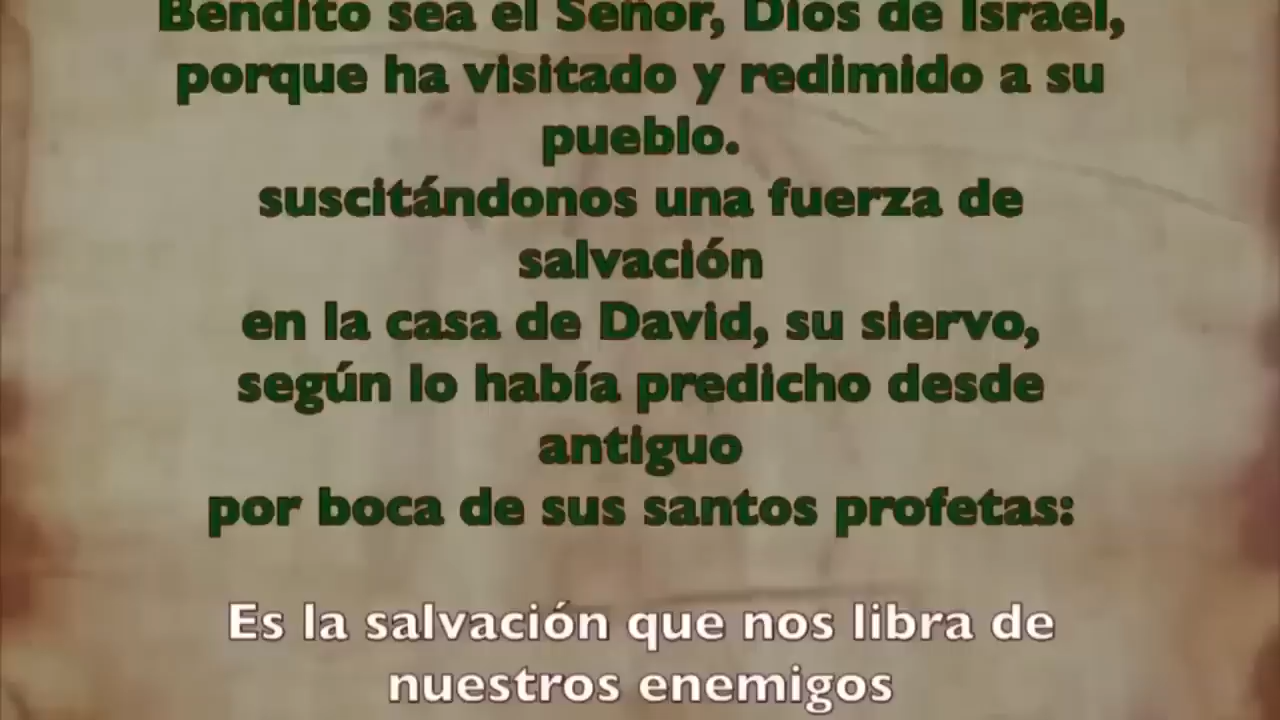 Bendito sea el Señor, Dios de Israel,
porque ha visitado y redimido a su
pueblo.
suscitándonos una fuerza de
salvación
en la casa de David, su siervo,
según lo había predicho desde
antiguo
por boca de sus santos profetas:
Es la salvación que nos libra de
nuestros enemigos